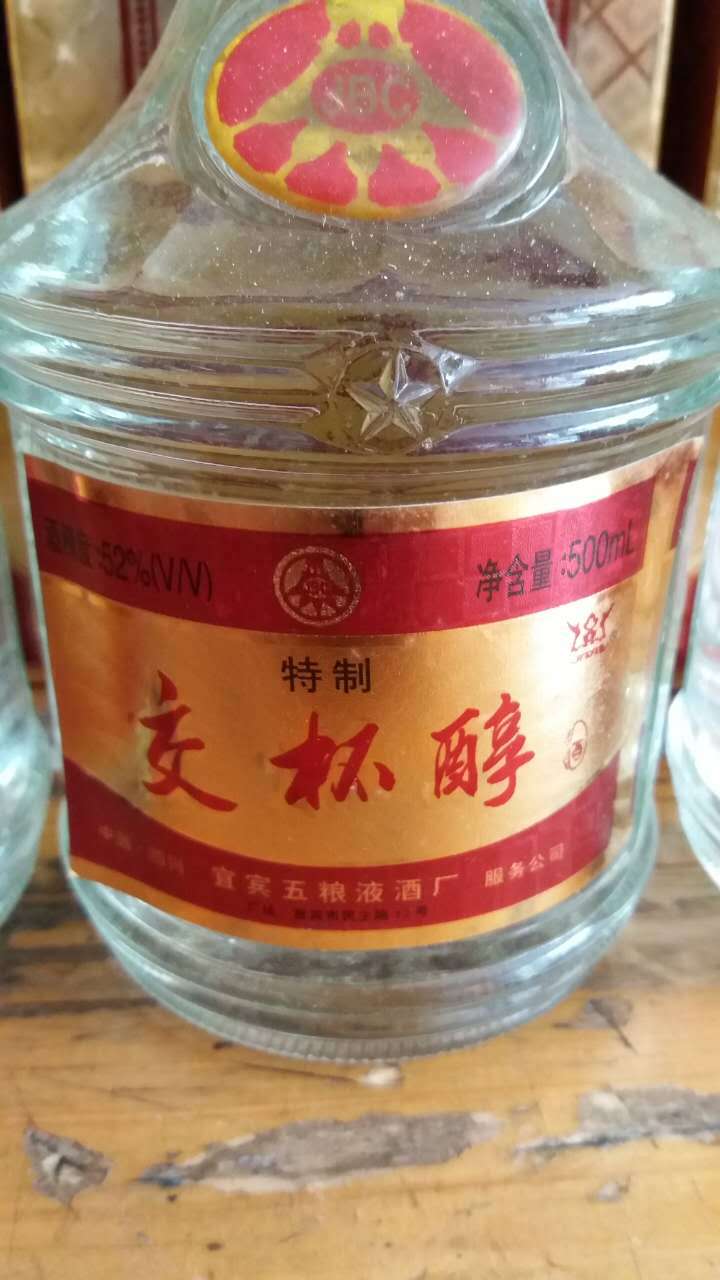 JBC
酒精度:52%(V/V)
净含量:500mL
特制
交杯醇
中国·四川 宜宾五粮液酒厂 服务公司